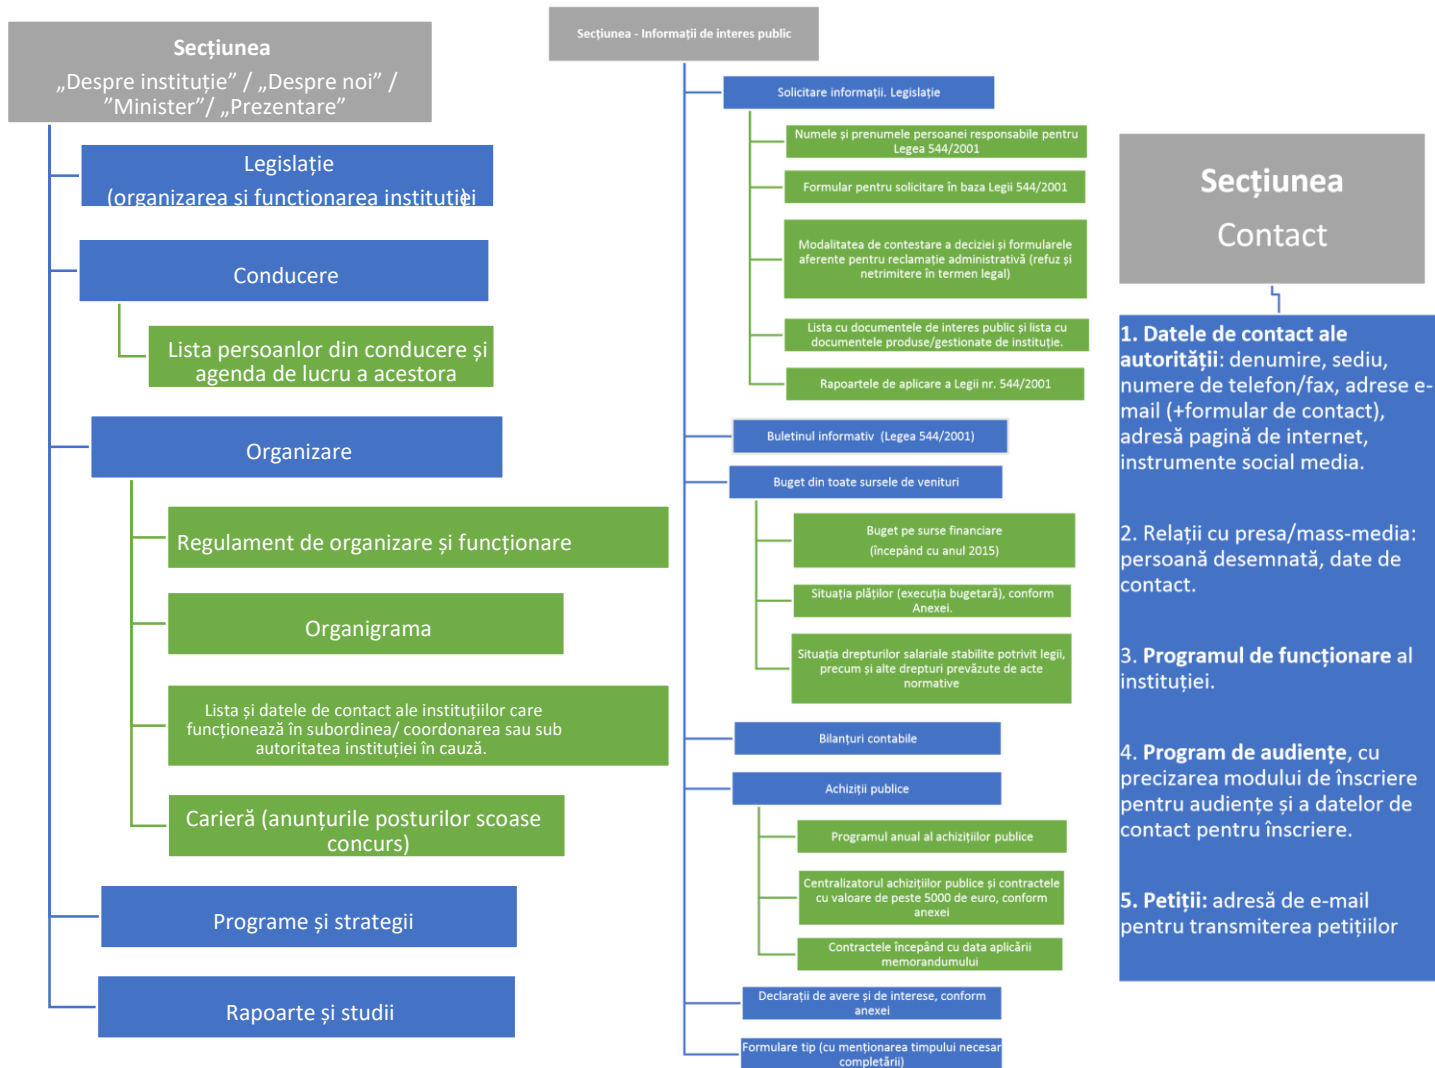 Secțiunea
„Despre instituție” / „Despre noi” /
”Minister”/ „Prezentare”
Legislație
(organizarea și funcționarea instituției)
Conducere
Lista persoanlor din conducere și
agenda de lucru a acestora
Organizare
Regulament de organizare și funcționare
Organigrama
Lista și datele de contact ale instituțiilor care
funcționează în subordinea/ coordonarea sau sub
autoritatea instituției în cauză.
Carieră (anunțurile posturilor scoase
concurs)
Programe și strategii
Rapoarte și studii
Secțiunea - Informații de interes public
Solicitare informații. Legislație
Numele și prenumele persoanei responsabile pentru
Legea 544/2001
Formular pentru solicitare în baza Legii 544/2001
Modalitatea de contestare a deciziei și formularele
aferente pentru reclamație administrativă (refuz și
netrimitere în termen legal)
Lista cu documentele de interes public și lista cu
documentele produse/gestionate de instituție.
Rapoartele de aplicare a Legii nr. 544/2001
Buletinul informativ (Legea 544/2001)
Buget din toate sursele de venituri
Buget pe surse financiare
(începând cu anul 2015)
Situația plăților (execuția bugetară), conform
Anexei.
Situația drepturilor salariale stabilite potrivit legii,
precum și alte drepturi prevăzute de acte
normative
Bilanțuri contabile
Achiziții publice
Programul anual al achizițiilor publice
Centralizatorul achizițiilor publice și contractele
cu valoare de peste 5000 de euro, conform
anexei
Contractele începând cu data aplicării
memorandumului
Declarații de avere și de interese, conform
anexei
Formulare tip (cu menționarea timpului necesar
completării)
Secțiunea
Contact
1. Datele de contact ale
autorității: denumire, sediu,
numere de telefon/fax, adrese e-
mail (+formular de contact),
adresă pagină de internet,
instrumente social media.
2. Relații cu presa/mass-media:
persoană desemnată, date de
contact.
3. Programul de funcționare al
instituției.
4. Program de audiențe, cu
precizarea modului de înscriere
pentru audiențe și a datelor de
contact pentru înscriere.
5. Petiții: adresă de e-mail
pentru transmiterea petițiilor